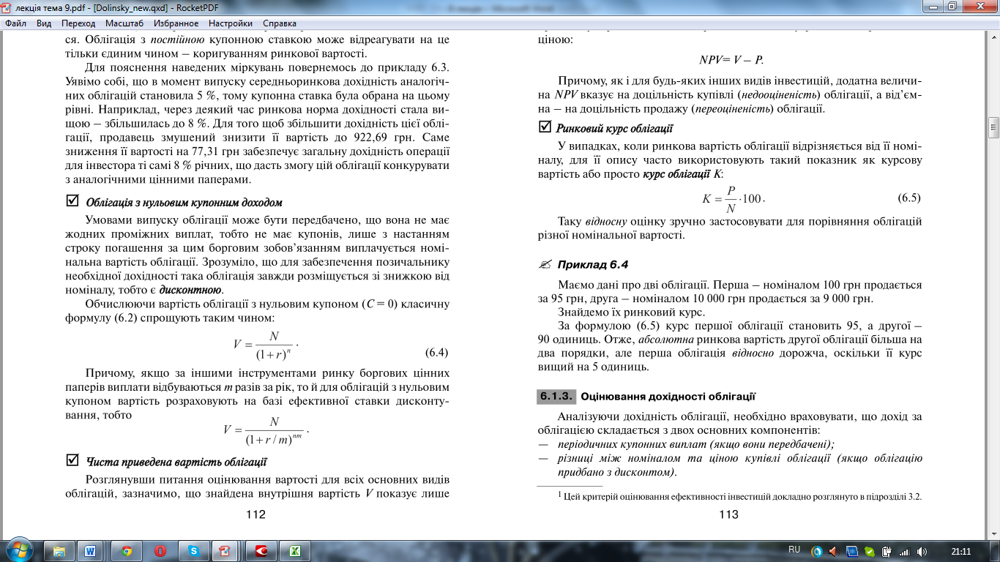 лекція тема 9.pdf - [Dolinsky_new.qxd] - RocketPDF
Файл Вид Переход Масштаб Избранное Настройки Справка
ся. Облігація з постійною купонною ставкою може відреагувати на це
тільки єдиним чином — коригуванням ринкової вартості.
Для пояснення наведених міркувань повернемось до прикладу 6.3.
Уявімо собі, що в момент випуску середньоринкова дохідність аналогіч-
них облігацій становила 5 %, тому купонна ставка була обрана на цьому
рівні. Наприклад, через деякий час ринкова норма дохідності стала ви-
щою — збільшилась до 8 %. Для того щоб збільшити дохідність цієї облі-
гації, продавець змушений знизити її вартість до 922,69 грн. Саме
зниження її вартості на 77,31 грн забезпечує загальну дохідність операції
для інвестора ті самі 8 % річних, що дасть змогу цій облігації конкурувати
з аналогічними цінними паперами.
Облігація з нульовим купонним доходом
Умовами випуску облігації може бути передбачено, що вона не має
жодних проміжних виплат, тобто не має купонів, лише з настанням
строку погашення за цим борговим зобов’язанням виплачується номі-
нальна вартість облігації. Зрозуміло, що для забезпечення позичальнику
необхідної дохідності така облігація завжди розміщується зі знижкою від
номіналу, тобто є дисконтною.
Обчислюючи вартість облігації з нульовим купоном (C = 0) класичну
формулу (6.2) спрощують таким чином:
V = N / (1 + r)^n . (6.4)
Причому, якщо за іншими інструментами ринку боргових цінних
паперів виплати відбуваються m разів за рік, то й для облігацій з нульовим
купоном вартість розраховують на базі ефективної ставки дисконту-
вання, тобто
V = N / (1 + r / m)^nm .
Чиста приведена вартість облігації
Розглянувши питання оцінювання вартості для всіх основних видів
облігацій, зазначимо, що знайдена внутрішня вартість V показує лише
112
ціною:
NPV= V – P.
Причому, як і для будь-яких інших видів інвестицій, додатна величи-
на NPV вказує на доцільність купівлі (недооціненість) облігації, а від’єм-
на — на доцільність продажу (переоціненість) облігації.
Ринковий курс облігації
У випадках, коли ринкова вартість облігації відрізняється від її номі-
налу, для її опису часто використовують такий показник як курсову
вартість або просто курс облігації K:
K = P / N · 100 . (6.5)
Таку відносну оцінку зручно застосовувати для порівняння облігацій
різної номінальної вартості.
Приклад 6.4
Маємо дані про дві облігації. Перша — номіналом 100 грн продається
за 95 грн, друга — номіналом 10 000 грн продається за 9 000 грн.
Знайдемо їх ринковий курс.
За формулою (6.5) курс першої облігації становить 95, а другої —
90 одиниць. Отже, абсолютна ринкова вартість другої облігації більша на
два порядки, але перша облігація відносно дорожча, оскільки її курс
вищий на 5 одиниць.
6.1.3. Оцінювання дохідності облігації
Аналізуючи дохідність облігації, необхідно враховувати, що дохід за
облігацією складається з двох основних компонентів:
— періодичних купонних виплат (якщо вони передбачені);
— різниці між номіналом та ціною купівлі облігації (якщо облігацію
придбано з дисконтом).
1 Цей критерій оцінювання ефективності інвестицій докладно розглянуто в підрозділі 3.2.
113
RU 21:11